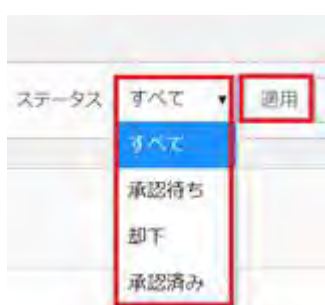 ステータス すべて 適用
すべて
承認待ち
却下
承認済み